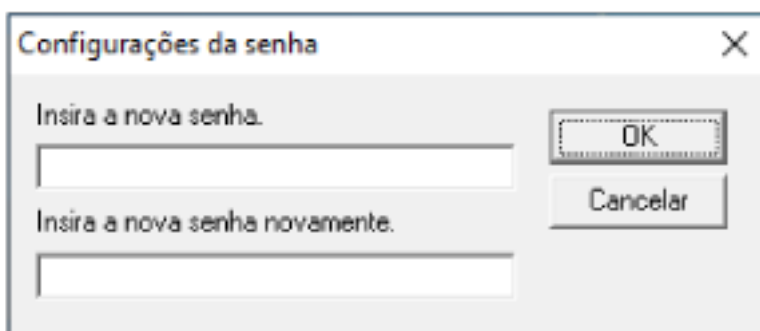 Configurações da senha
Insira a nova senha.
OK
Cancelar
Insira a nova senha novamente.